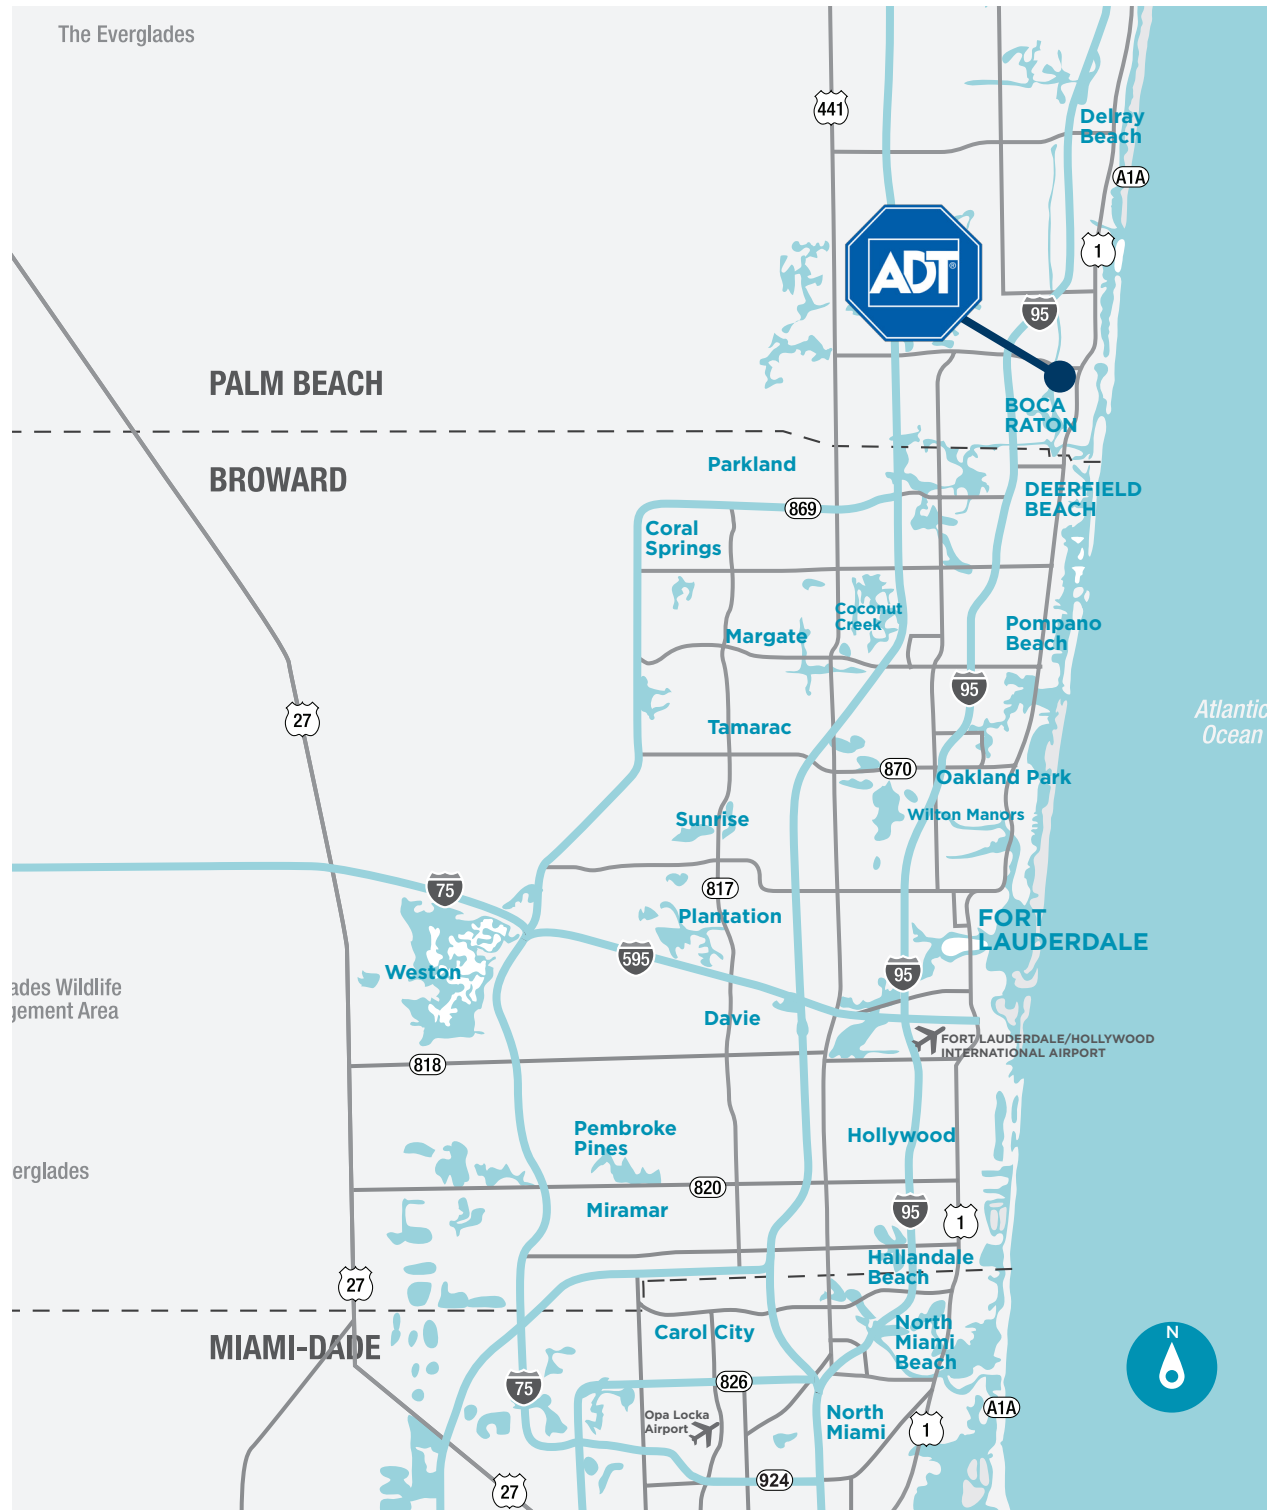 The Everglades
441
Delray
Beach
A1A
1
ADT®
95
PALM BEACH
BOCA
RATON
BROWARD
Parkland
DEERFIELD
BEACH
869
Coral
Springs
Coconut
Creek
Pompano
Beach
Margate
95
27
Atlantic
Ocean
Tamarac
870
Oakland Park
Sunrise
Wilton Manors
75
817
Plantation
FORT
LAUDERDALE
595
Weston
95
ades Wildlife
gement Area
Davie
FORT LAUDERDALE/HOLLYWOOD
INTERNATIONAL AIRPORT
818
Pembroke
Pines
Hollywood
erglades
820
Miramar
95
1
Hallandale
Beach
27
Carol City
North
Miami
Beach
N
MIAMI-DADE
826
75
A1A
Opa Locka
Airport
North
Miami
1
924
27